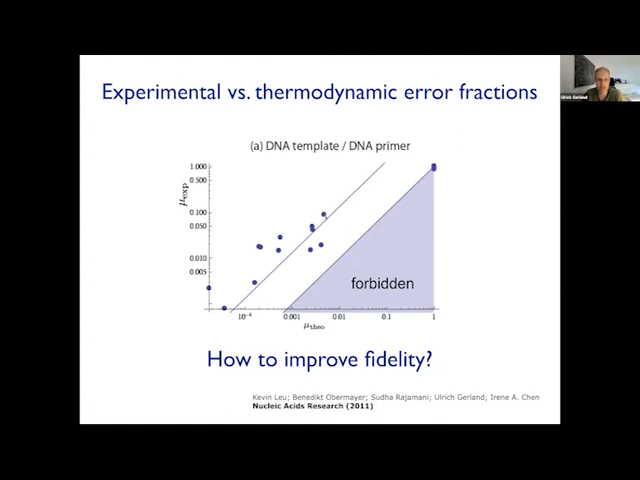 Experimental vs. thermodynamic error fractions
Ulrich Gerland
(a) DNA template / DNA primer
μexp
1.000
0.500
0.100
0.050
0.010
0.005
forbidden
10⁻⁴
0.001
0.01
0.1
1
μtheo
How to improve fidelity?
Kevin Leu; Benedikt Obermayer; Sudha Rajamani; Ulrich Gerland; Irene A. Chen
Nucleic Acids Research (2011)